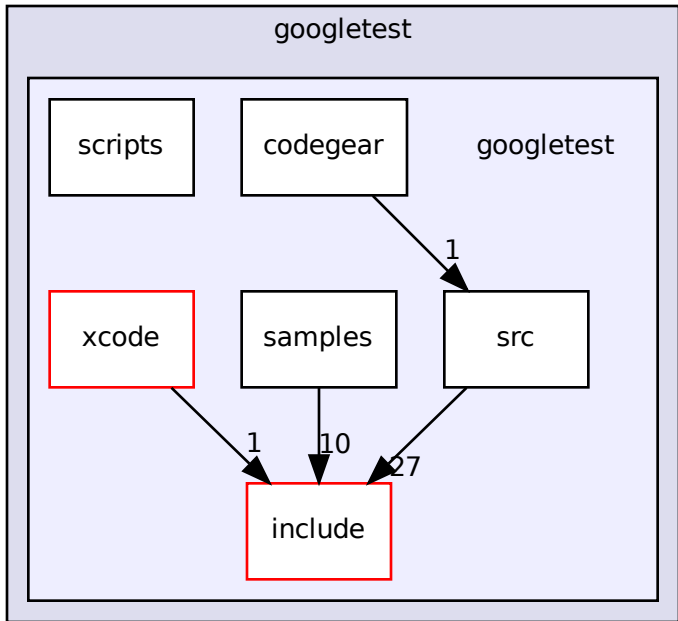 googletest
scripts
codegear
googletest
1
xcode
samples
src
1
10
27
include